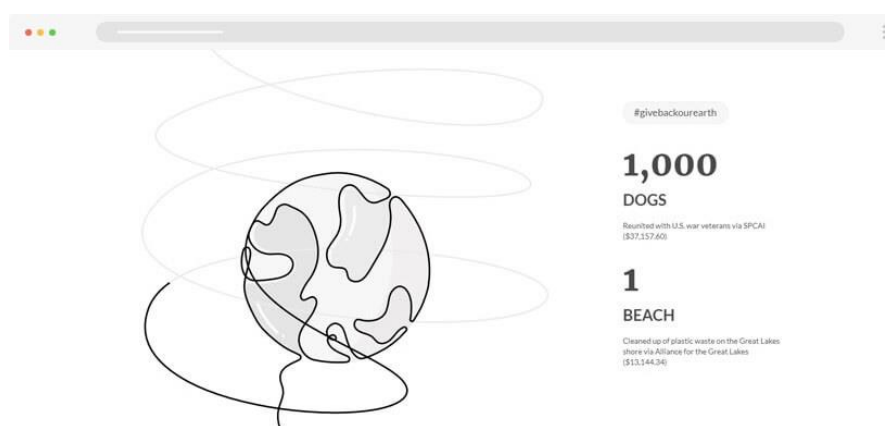 #givebackourearth
1,000
DOGS
Reunited with U.S. war veterans via SPCAI
($37,157.60)
1
BEACH
Cleaned up of plastic waste on the Great Lakes
shore via Alliance for the Great Lakes
($13,144.34)